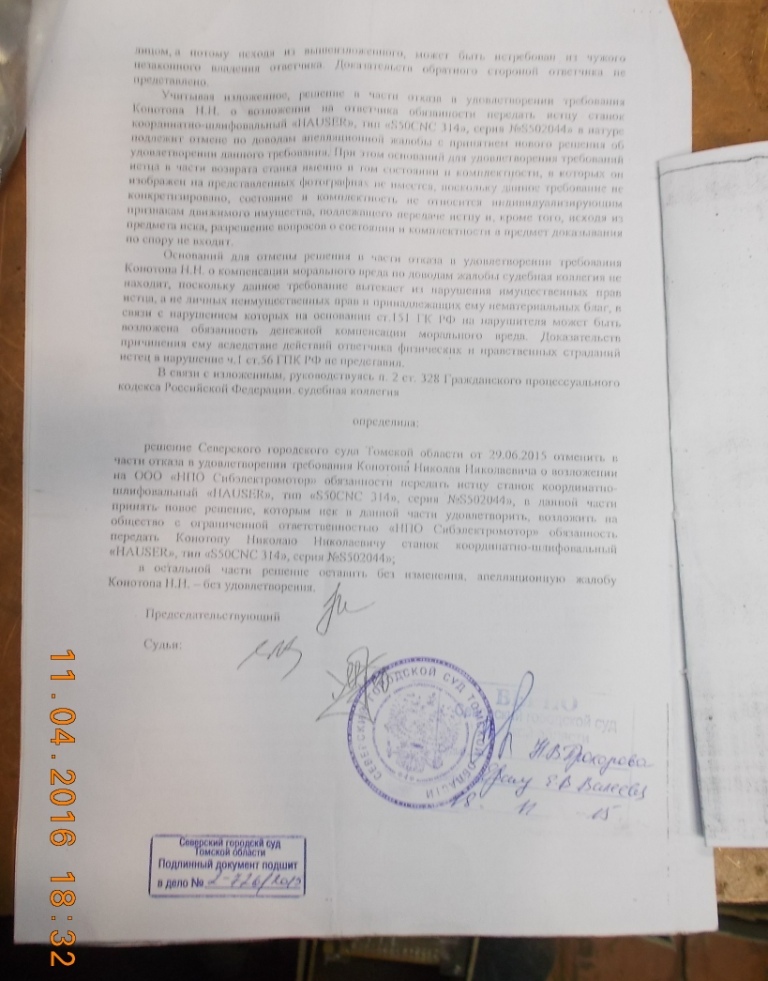 лицом, а потому исходя из вышеизложенного, может быть истребован из чужого
незаконного владения ответчика. Доказательств обратного стороной ответчика не
представлено.
Учитывая изложенное, решение в части отказа в удовлетворении требования
Конотопа Н.Н. о возложении на ответчика обязанности передать истцу станок
координатно-шлифовальный «HAUSER», тип «S50CNC 314», серия №S502044» в натуре
подлежит отмене по доводам апелляционной жалобы с принятием нового решения об
удовлетворении данного требования. При этом оснований для удовлетворения требований
истца в части возврата станка именно в том состоянии и комплектности, в которых он
изображен на представленных фотографиях не имеется, поскольку данное требование не
конкретизировано, состояние и комплектность не относится индивидуализирующим
признакам движимого имущества, подлежащего передаче истцу и, кроме того, исходя из
предмета иска, разрешение вопросов о состоянии и комплектности в предмет доказывания
по спору не входит.
Оснований для отмены решения в части отказа в удовлетворении требования
Конотопа Н.Н. о компенсации морального вреда по доводам жалобы судебная коллегия не
находит, поскольку данное требование вытекает из нарушения имущественных прав
истца, а не личных неимущественных прав и принадлежащих ему нематериальных благ, в
связи с нарушением которых на основании ст.151 ГК РФ на нарушителя может быть
возложена обязанность денежной компенсации морального вреда. Доказательств
причинения ему вследствие действий ответчика физических и нравственных страданий
истец в нарушение ч.1 ст.56 ГПК РФ не представил.
В связи с изложенным, руководствуясь п. 2 ст. 328 Гражданского процессуального
кодекса Российской Федерации, судебная коллегия
определила:
решение Северского городского суда Томской области от 29.06.2015 отменить в
части отказа в удовлетворении требования Конотопа Николая Николаевича о возложении
на ООО «НПО Сибэлектромотор» обязанности передать истцу станок координатно-
шлифовальный «HAUSER», тип «S50CNC 314», серия №S502044», в данной части
принять новое решение, которым иск в данной части удовлетворить, возложить на
общество с ограниченной ответственностью «НПО Сибэлектромотор» обязанность
передать Конотопу Николаю Николаевичу станок координатно-шлифовальный
«HAUSER», тип «S50CNC 314», серия №S502044»;
в остальной части решение оставить без изменения, апелляционную жалобу
Конотопа Н.Н. – без удовлетворения.
Председательствующий
Судьи:
СЕВЕРСКИЙ ГОРОДСКОЙ СУД ТОМСКОЙ ОБЛАСТИ
городской суд
области
Н.В Прохорова
Е.В
18 11 15
Северский городскй суд
Томской области
Подлинный документ подшит
в дело № 2-726/2015
11.04.2016 18:32